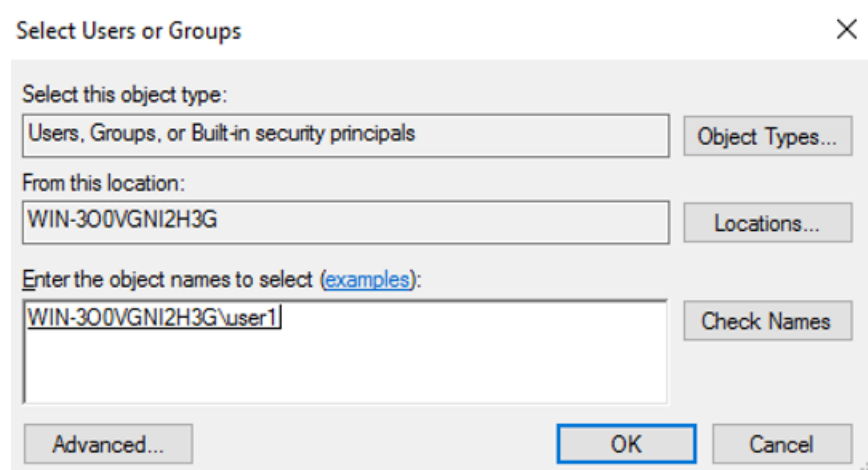 Select Users or Groups
Select this object type:
Users, Groups, or Built-in security principals
Object Types...
From this location:
WIN-3O0VGNI2H3G
Locations...
Enter the object names to select (examples):
WIN-3O0VGNI2H3G\user1
Check Names
Advanced...
OK
Cancel